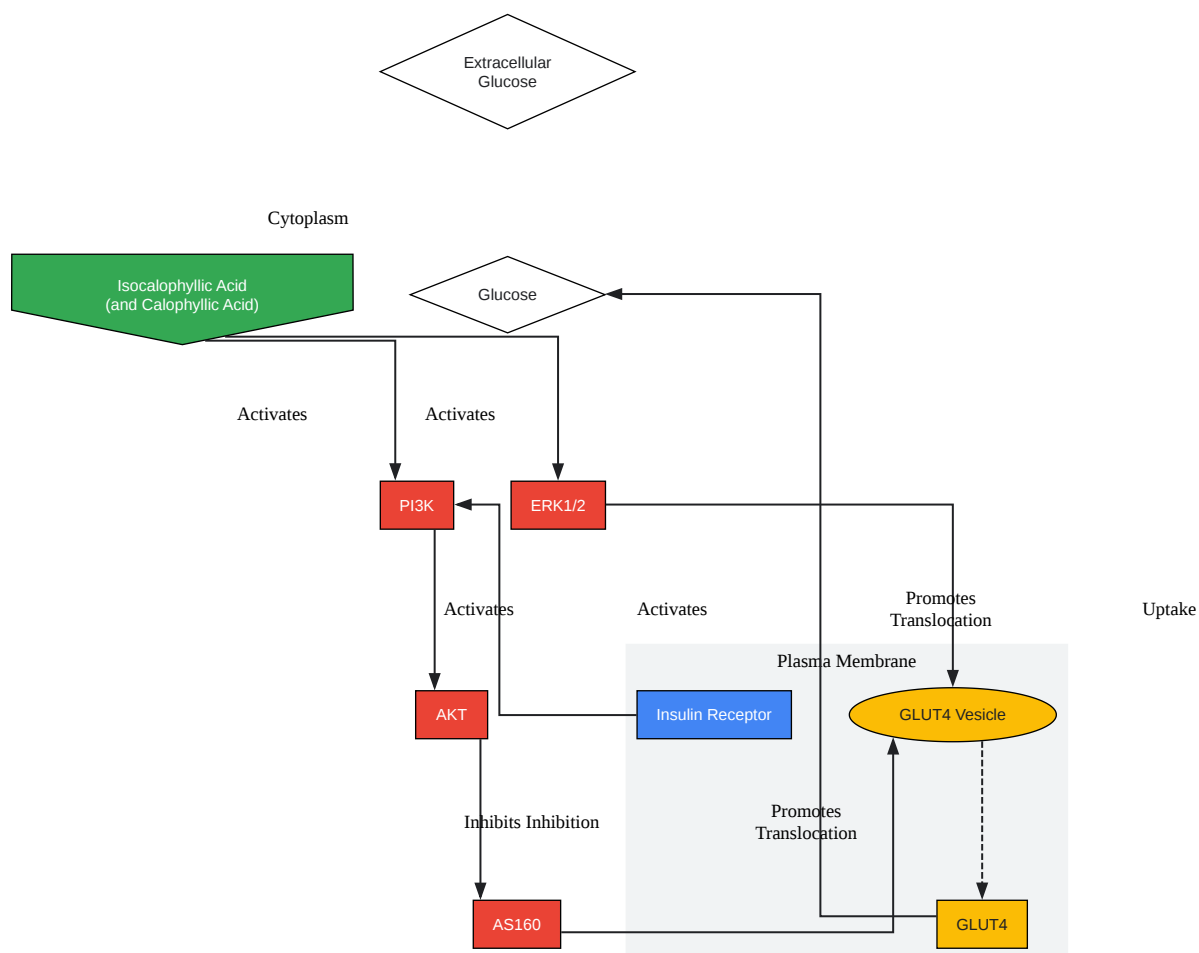 Extracellular
Glucose
Cytoplasm
Isocalophyllic Acid
(and Calophyllic Acid)
Glucose
Activates
Activates
PI3K
ERK1/2
Activates
Activates
Promotes
Translocation
Uptake
Plasma Membrane
AKT
Insulin Receptor
GLUT4 Vesicle
Inhibits Inhibition
Promotes
Translocation
AS160
GLUT4